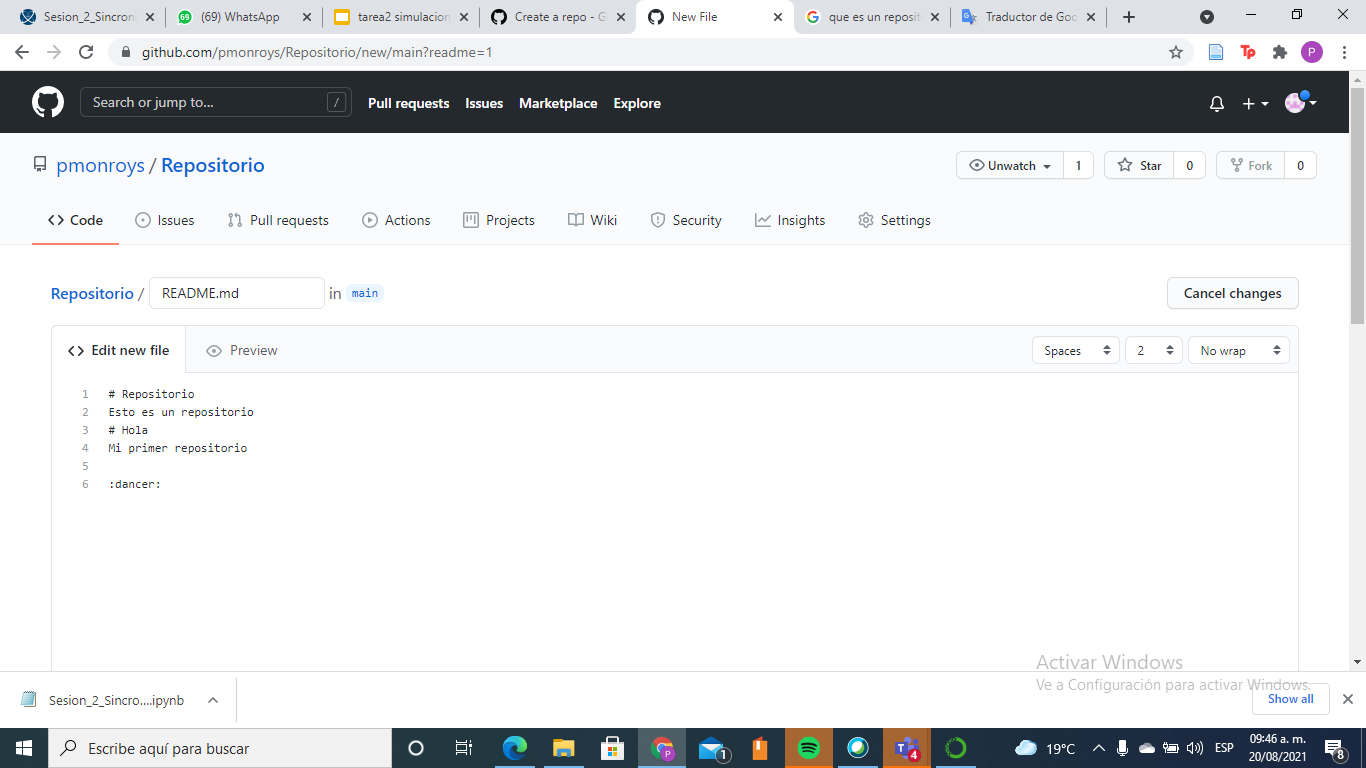 Sesion_2_Sincron
(69) WhatsApp
tarea2 simulacion
Create a repo - G
New File
que es un reposit
Traductor de Goo
github.com/pmonroys/Repositorio/new/main?readme=1
P
Search or jump to...
/
Pull requests
Issues
Marketplace
Explore
pmonroys / Repositorio
Unwatch
1
Star
0
Fork
0
Code
Issues
Pull requests
Actions
Projects
Wiki
Security
Insights
Settings
Repositorio / README.md in main
Cancel changes
Edit new file
Preview
Spaces
2
No wrap
1 # Repositorio
2 Esto es un repositorio
3 # Hola
4 Mi primer repositorio
5
6 :dancer:
Activar Windows
Ve a Configuración para activar Windows.
Sesion_2_Sincro....ipynb
Show all
Escribe aquí para buscar
P
1
4
19°C
ESP
09:46 a. m.
20/08/2021
8